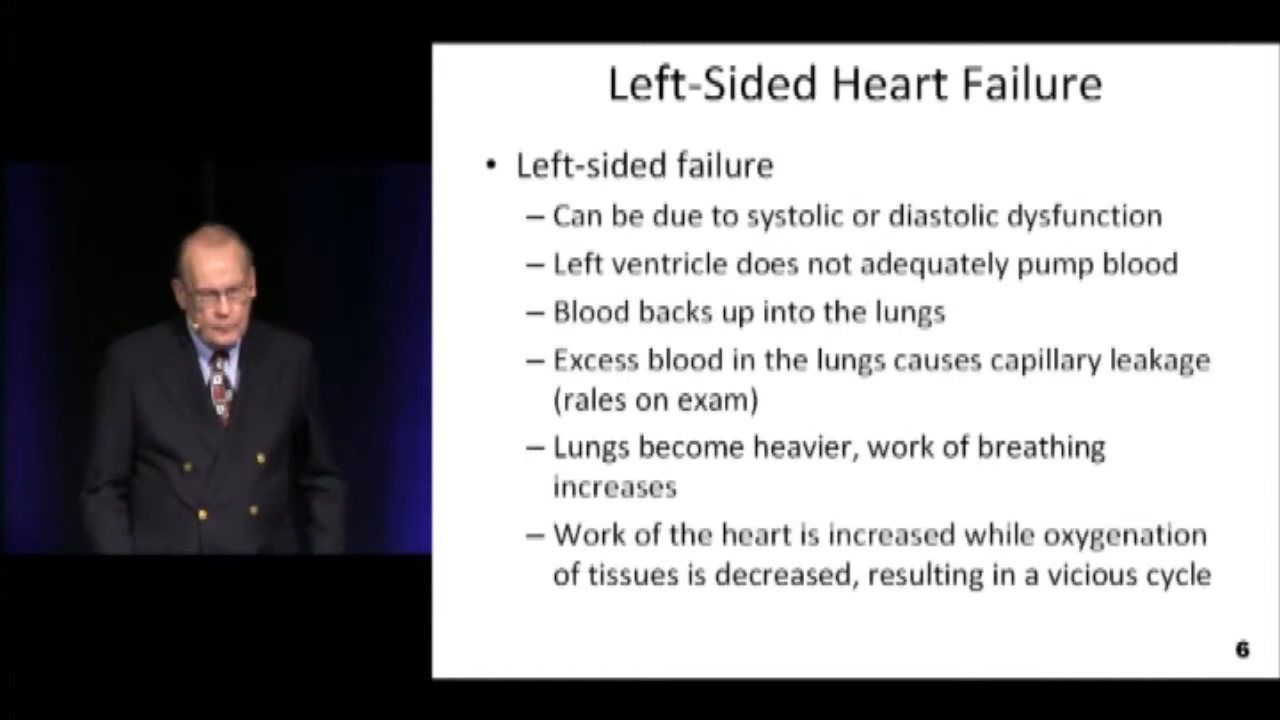 Left-Sided Heart Failure
• Left-sided failure
– Can be due to systolic or diastolic dysfunction
– Left ventricle does not adequately pump blood
– Blood backs up into the lungs
– Excess blood in the lungs causes capillary leakage
(rales on exam)
– Lungs become heavier, work of breathing
increases
– Work of the heart is increased while oxygenation
of tissues is decreased, resulting in a vicious cycle
6